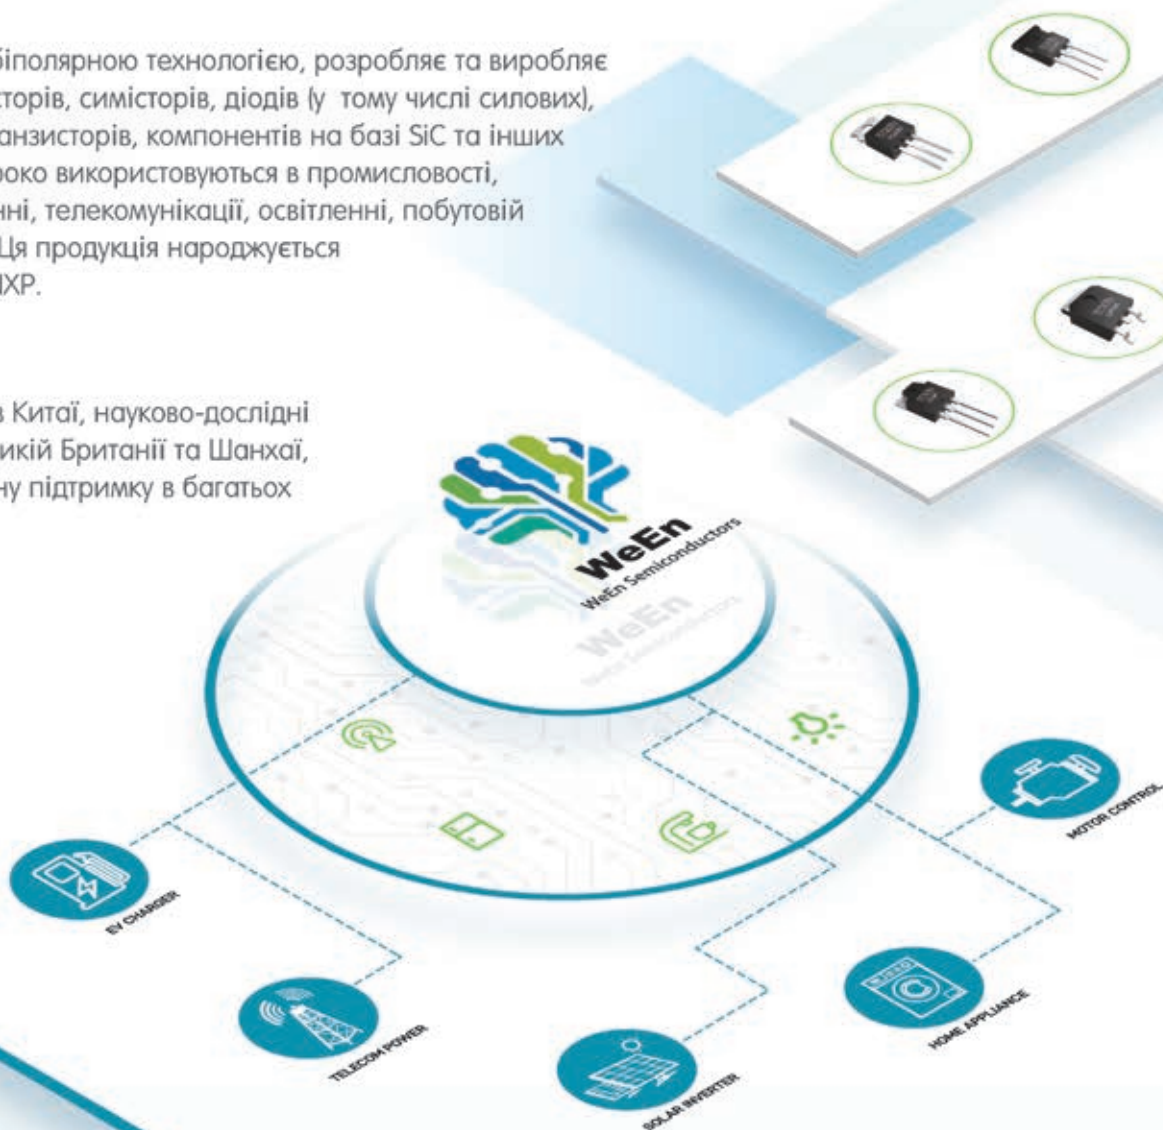 біполярною технологією, розробляє та виробляє
сторів, симісторів, діодів (у тому числі силових),
анзисторів, компонентів на базі SiC та інших
роко використовуються в промисловості,
нні, телекомунікації, освітленні, побутовій
Ця продукція народжується
NXP.
в Китаї, науково-дослідні
икій Британії та Шанхаї,
ну підтримку в багатьох
WeEn
WeEn Semiconductors
WeEn
MOTOR CONTROL
EV CHARGER
HOME APPLIANCE
TELECOM POWER
SOLAR INVERTER